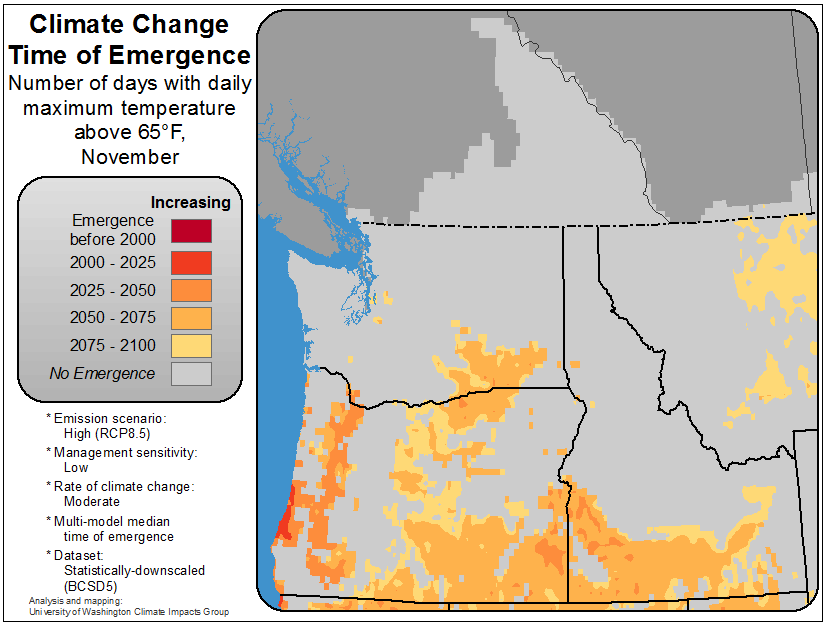 Climate Change
Time of Emergence
Number of days with daily
maximum temperature
above 65°F,
November
Increasing
Emergence
before 2000
2000 - 2025
2025 - 2050
2050 - 2075
2075 - 2100
No Emergence
* Emission scenario:
High (RCP8.5)
* Management sensitivity:
Low
* Rate of climate change:
Moderate
* Multi-model median
time of emergence
* Dataset:
Statistically-downscaled
(BCSD5)
Analysis and mapping:
University of Washington Climate Impacts Group